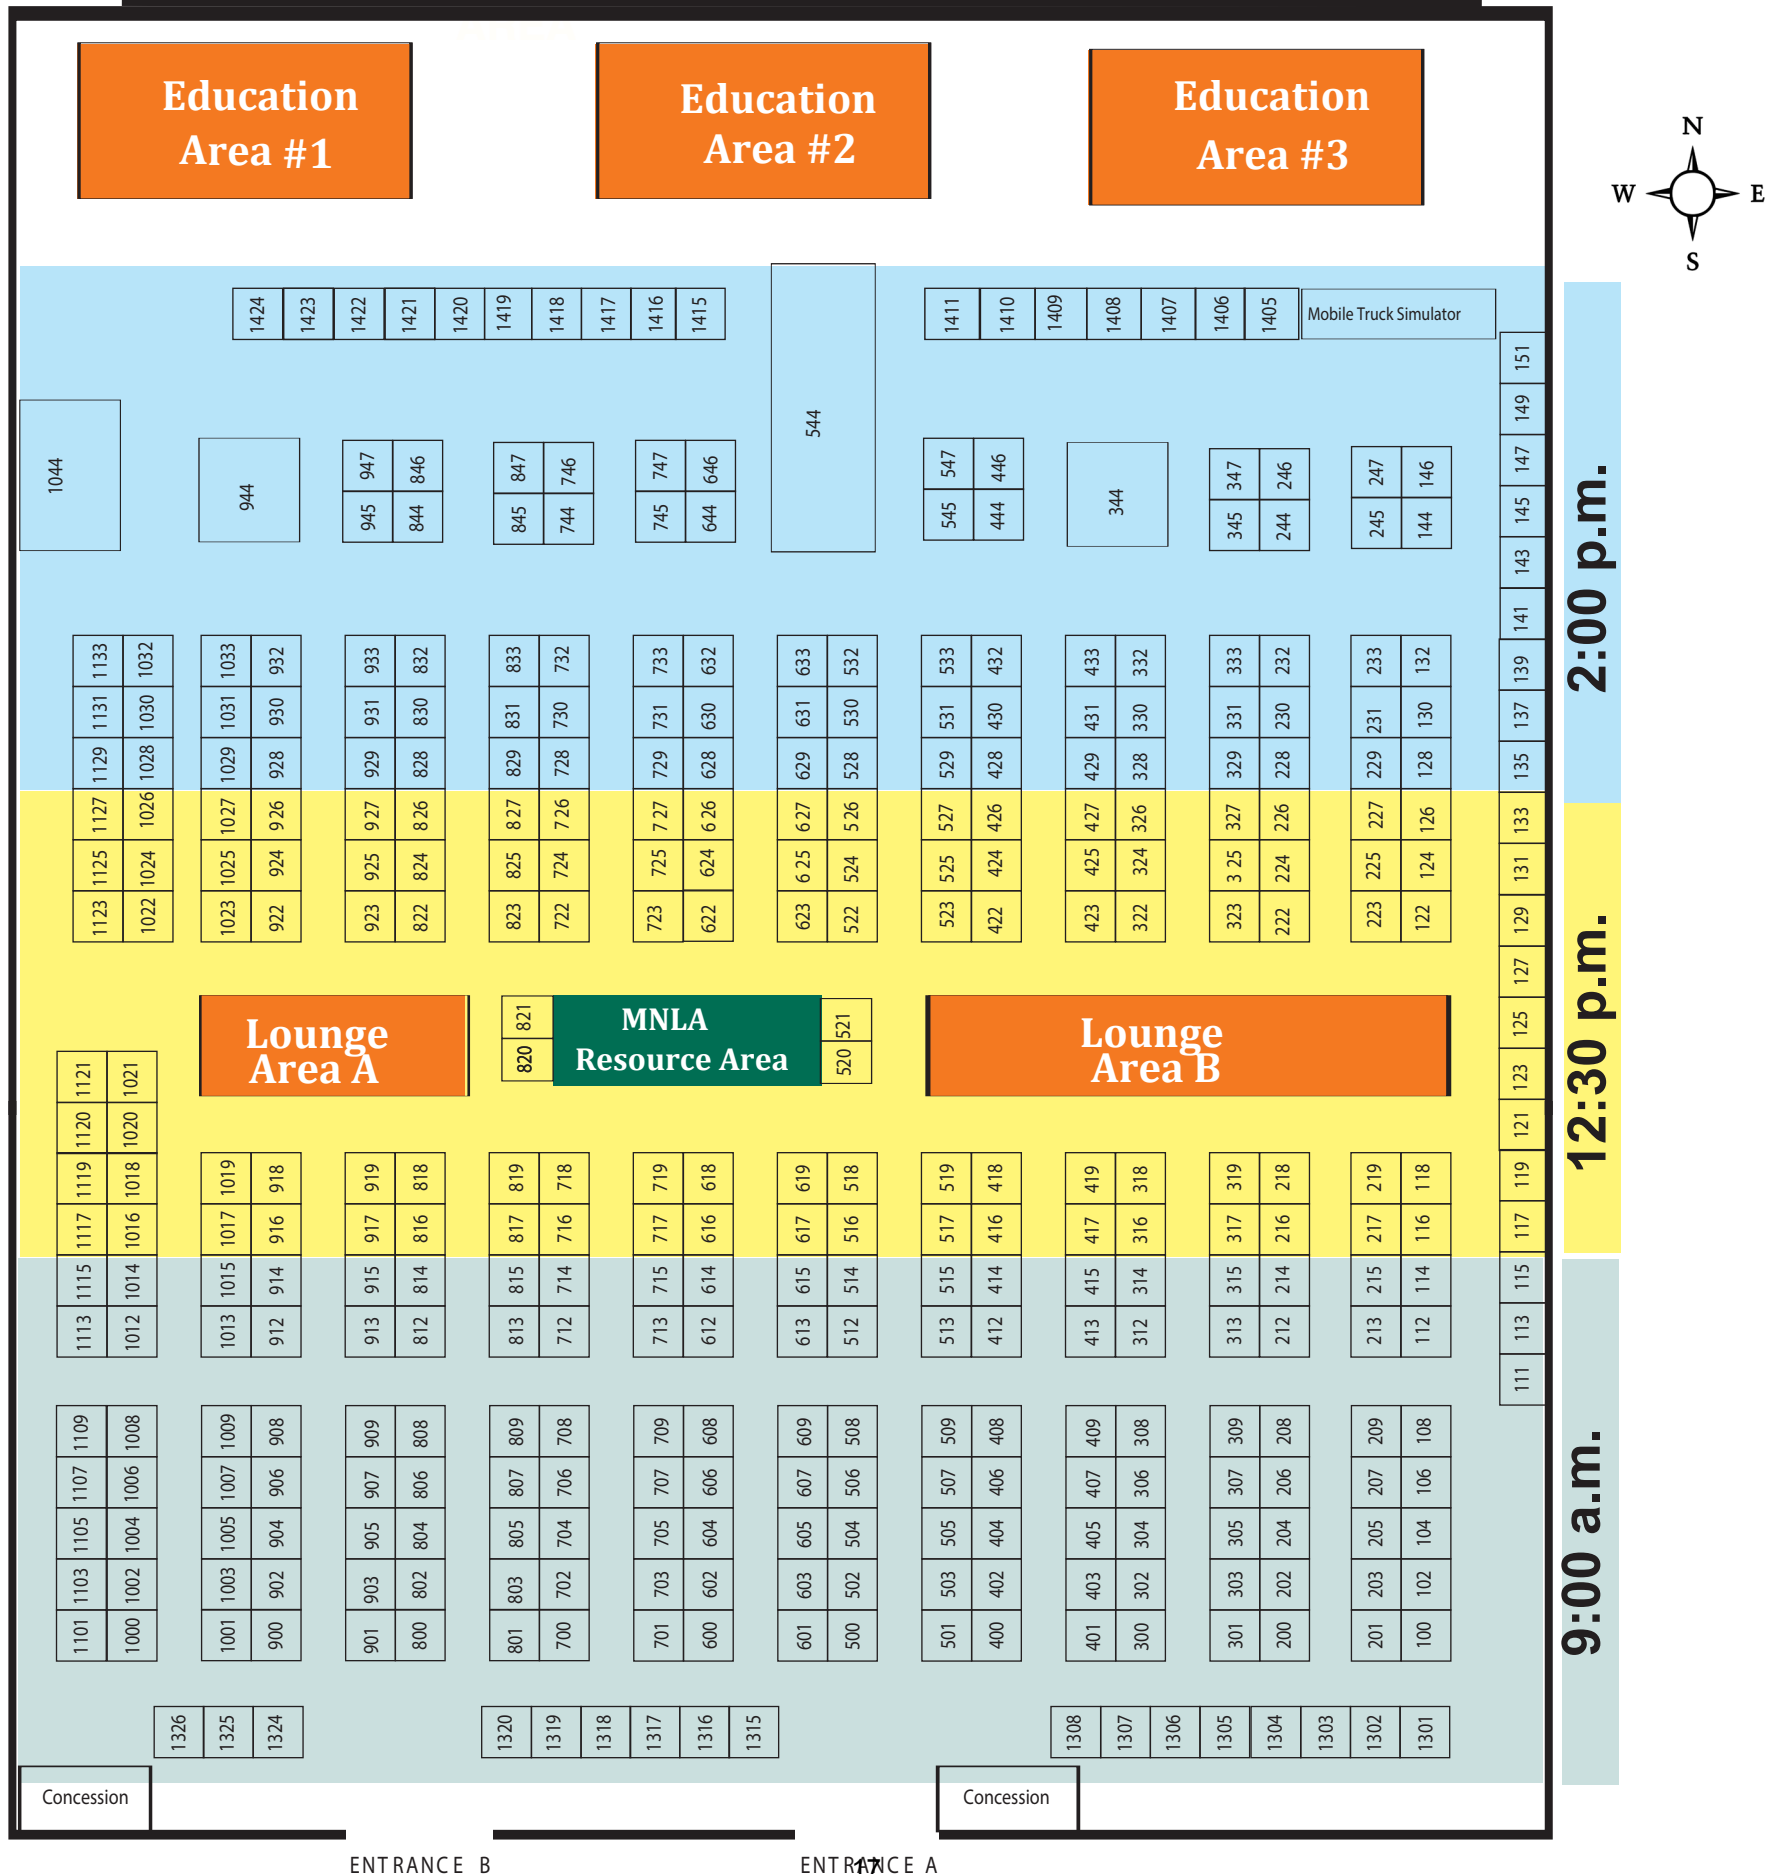 Education Education Education
Area #1 Area #2 Area #3
N
W E
S
1424 1423 1422 1421 1420 1419 1418 1417 1416 1415 1411 1410 1409 1408 1407 1406 1405 Mobile Truck Simulator
151
149
544
1044 944 947 846 847 746 747 646 547 446 344 347 246 247 146 147
945 844 845 744 745 644 545 444 345 244 245 144 145
143
141
2:00 p.m.
1133 1032 1033 932 933 832 833 732 733 632 633 532 533 432 433 332 333 232 233 132 139
1131 1030 1031 930 931 830 831 730 731 630 631 530 531 430 431 330 331 230 231 130 137
1129 1028 1029 928 929 828 829 728 729 628 629 528 529 428 429 328 329 228 229 128 135
1127 1026 1027 926 927 826 827 726 727 626 627 526 527 426 427 326 327 226 227 126 133
1125 1024 1025 924 925 824 825 724 725 624 625 524 525 424 425 324 325 224 225 124 131
1123 1022 1023 922 923 822 823 722 723 622 623 522 523 422 423 322 323 222 223 122 129
127
12:30 p.m.
Lounge 821 MNLA 521 Lounge 125
Area A 820 Resource Area 520 Area B
1121 1021 123
1120 1020 121
1119 1018 1019 918 919 818 819 718 719 618 619 518 519 418 419 318 319 218 219 118 119
1117 1016 1017 916 917 816 817 716 717 616 617 516 517 416 417 316 317 216 217 116 117
1115 1014 1015 914 915 814 815 714 715 614 615 514 515 414 415 314 315 214 215 114 115
1113 1012 1013 912 913 812 813 712 713 612 613 512 513 412 413 312 313 212 213 112 113
111
9:00 a.m.
1109 1008 1009 908 909 808 809 708 709 608 609 508 509 408 409 308 309 208 209 108
1107 1006 1007 906 907 806 807 706 707 606 607 506 507 406 407 306 307 206 207 106
1105 1004 1005 904 905 804 805 704 705 604 605 504 505 404 405 304 305 204 205 104
1103 1002 1003 902 903 802 803 702 703 602 603 502 503 402 403 302 303 202 203 102
1101 1000 1001 900 901 800 801 700 701 600 601 500 501 400 401 300 301 200 201 100
1326 1325 1324 1320 1319 1318 1317 1316 1315 1308 1307 1306 1305 1304 1303 1302 1301
Concession Concession
ENTRANCE B ENTRANCE A
17